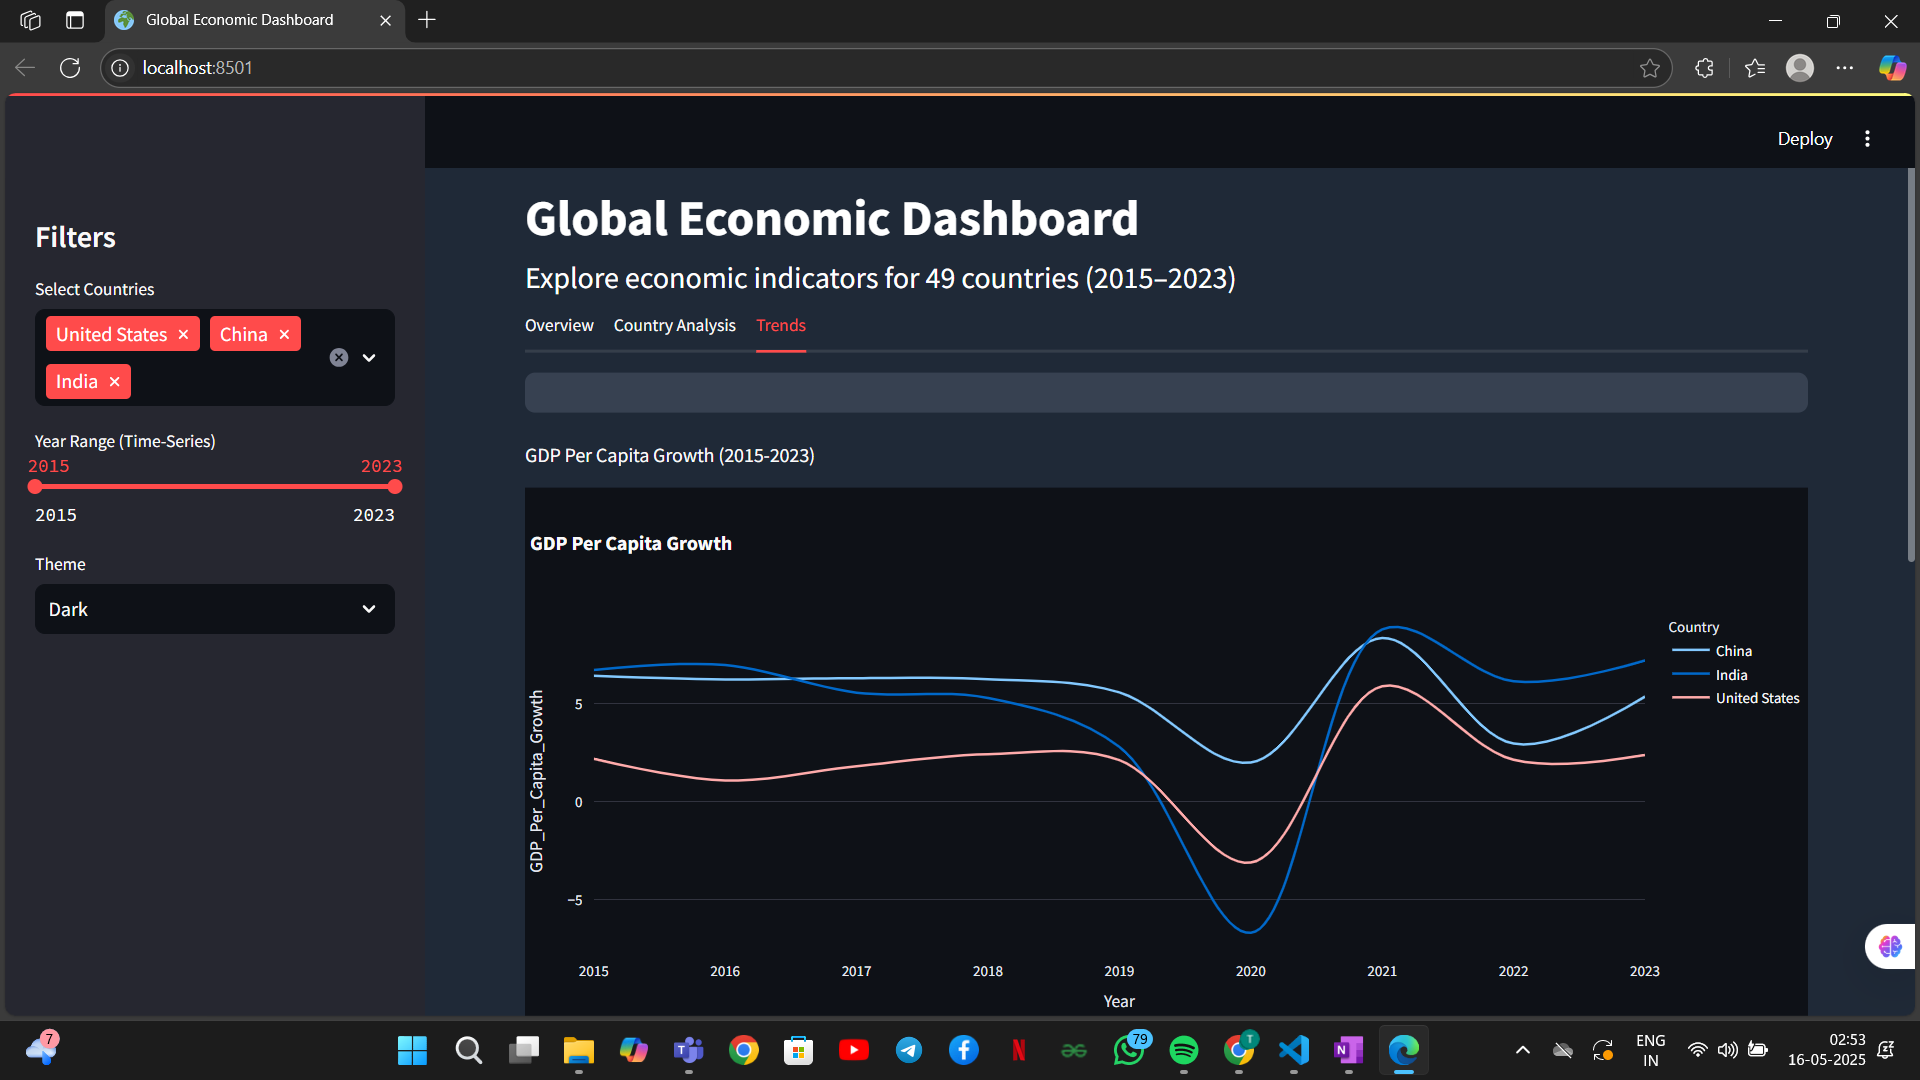 Global Economic Dashboard
localhost:8501
Deploy
Filters
Select Countries
United States
China
India
Year Range (Time-Series)
2015 2023
2015 2023
Theme
Dark
Global Economic Dashboard
Explore economic indicators for 49 countries (2015–2023)
Overview Country Analysis Trends
GDP Per Capita Growth (2015-2023)
GDP Per Capita Growth
GDP_Per_Capita_Growth
5
0
−5
2015 2016 2017 2018 2019 2020 2021 2022 2023
Year
Country
China
India
United States
7
T
N
79
T
N
ENG
IN
02:53
16-05-2025